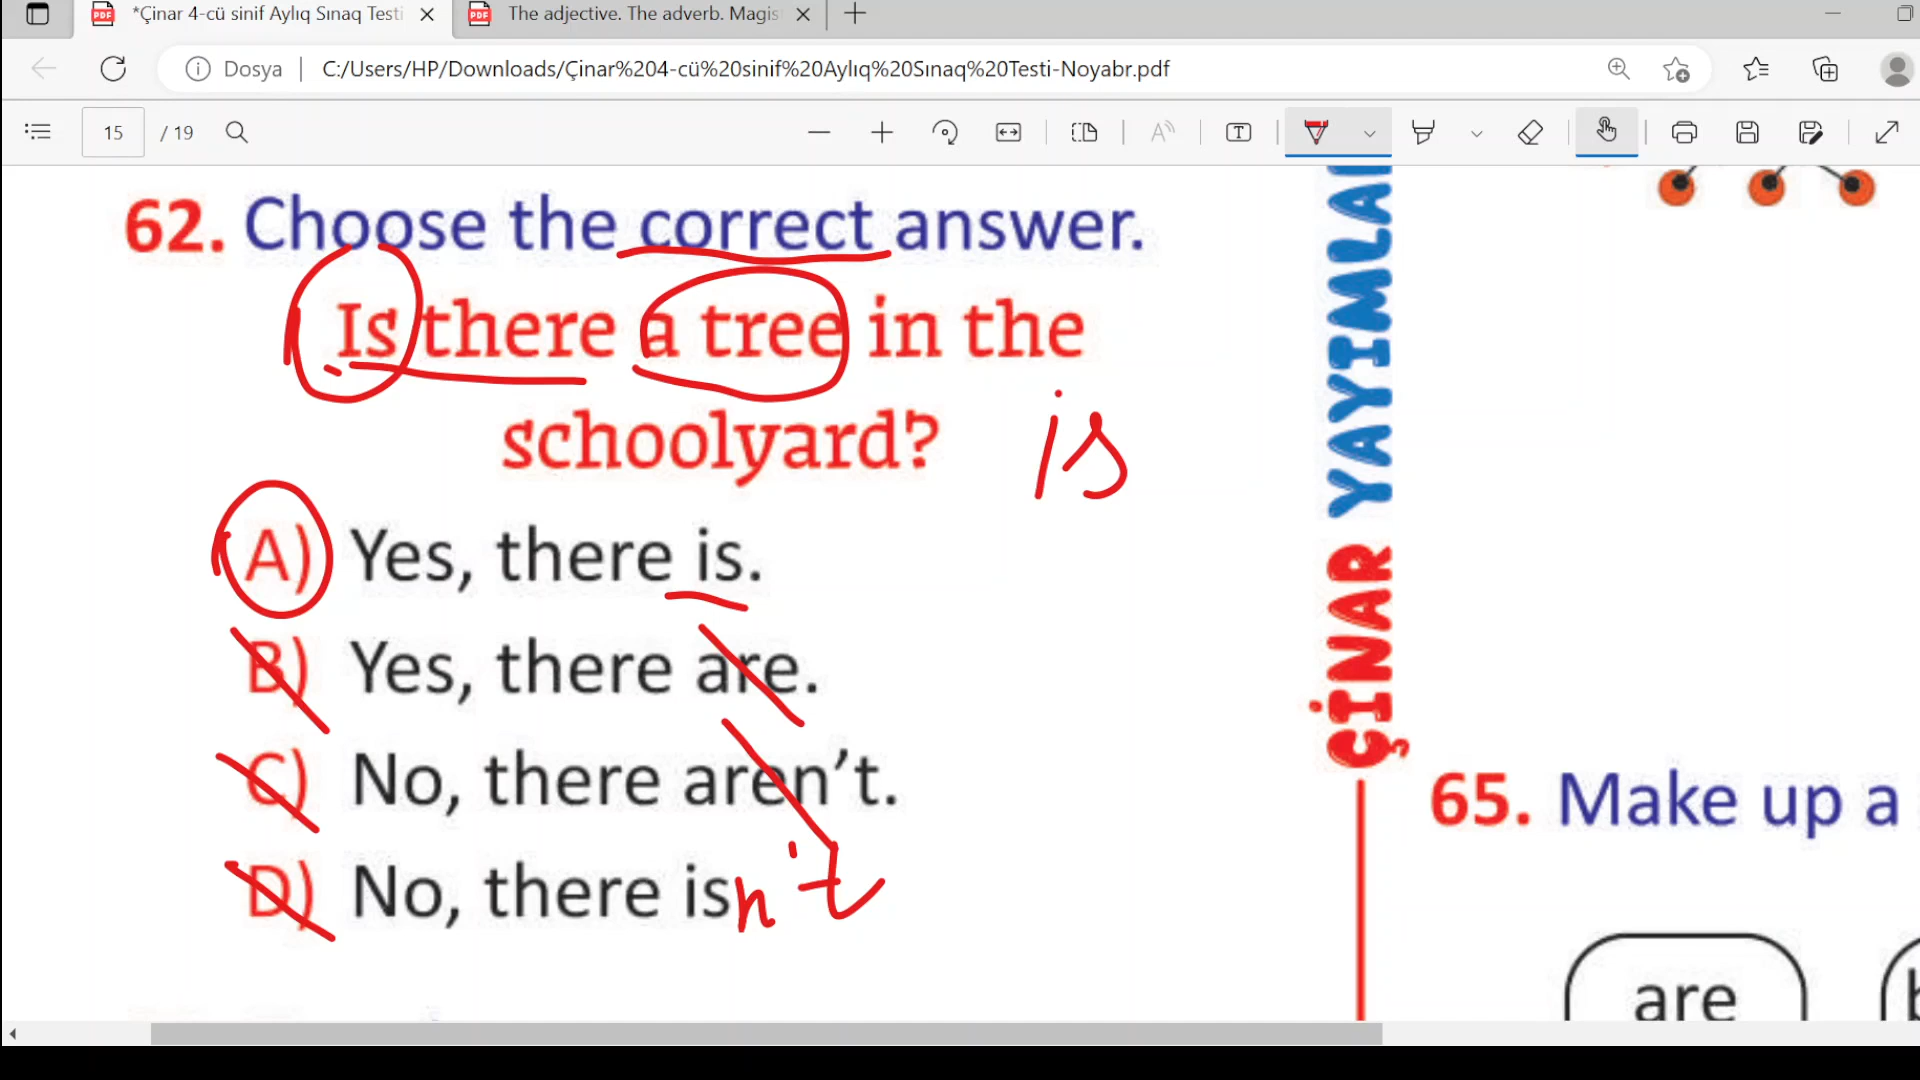 *Çinar 4-cü sinif Aylıq Sınaq Testi
The adjective. The adverb. Magis
Dosya
C:/Users/HP/Downloads/Çinar%204-cü%20sinif%20Aylıq%20Sınaq%20Testi-Noyabr.pdf
15 / 19
62. Choose the correct answer.
Is there a tree in the
schoolyard?
is
A) Yes, there is.
B) Yes, there are.
C) No, there aren't.
D) No, there isn't
ÇİNAR YAYIMLA
65. Make up a
are